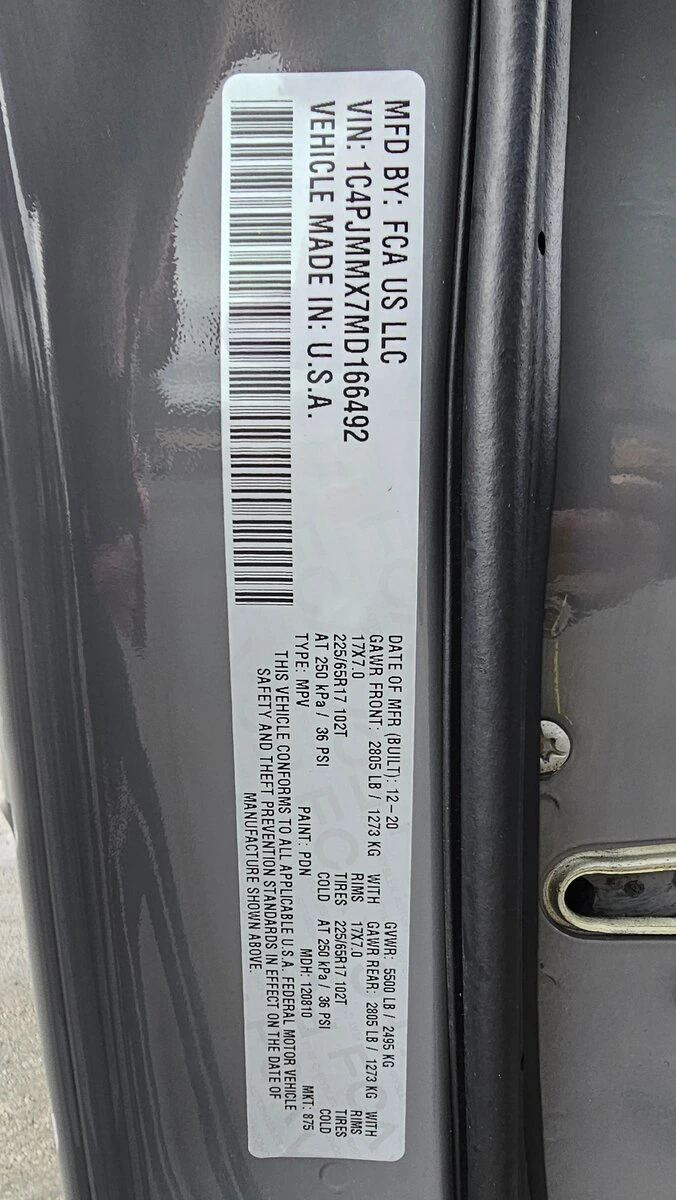 MFD BY: FCA US LLC
VIN: 1C4PJMMX7MD166492
VEHICLE MADE IN: U.S.A.
DATE OF MFR (BUILT): 12-20 GVWR: 5500 LB / 2495 KG
GAWR FRONT: 2805 LB / 1273 KG WITH GAWR REAR: 2805 LB / 1273 KG WITH
17X7.0 RIMS 17X7.0 RIMS
225/65R17 102T TIRES 225/65R17 102T TIRES
AT 250 kPa / 36 PSI COLD AT 250 kPa / 36 PSI COLD
TYPE: MPV PAINT: PDN MDH: 120810 MKT: 875
THIS VEHICLE CONFORMS TO ALL APPLICABLE U.S.A. FEDERAL MOTOR VEHICLE
SAFETY AND THEFT PREVENTION STANDARDS IN EFFECT ON THE DATE OF
MANUFACTURE SHOWN ABOVE.